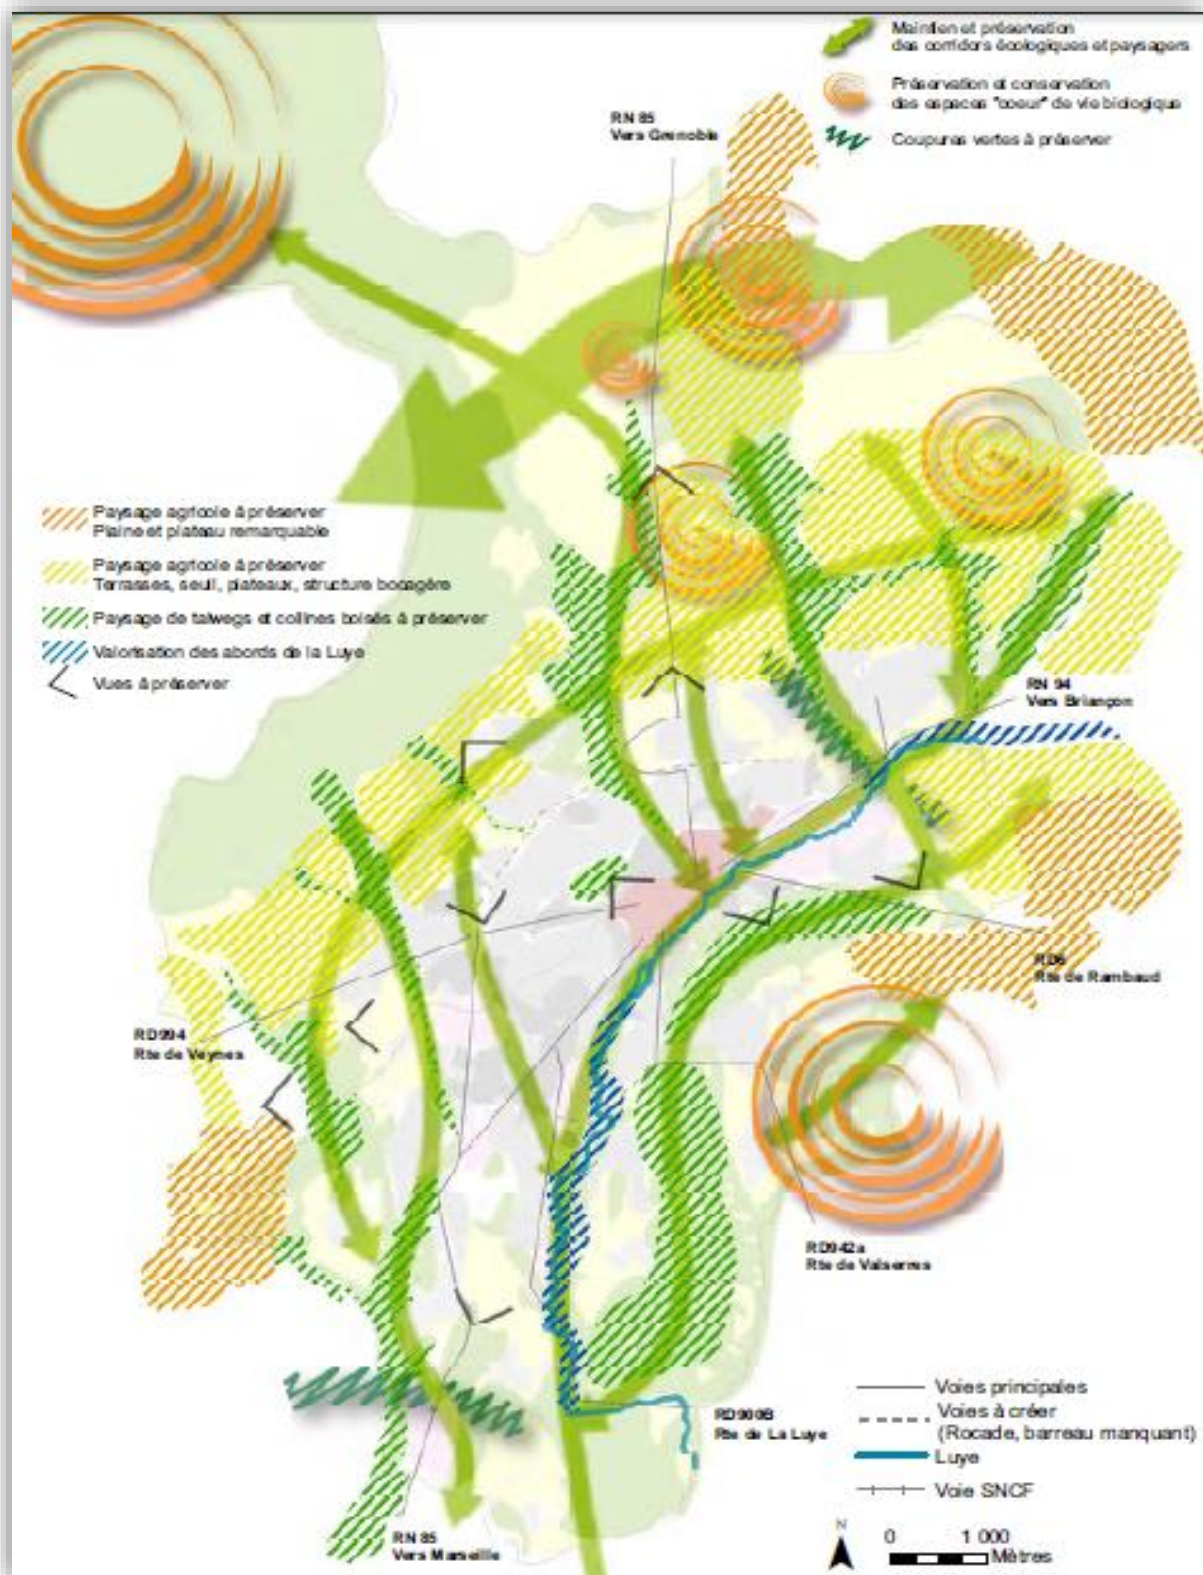 Maintien et préservation
des corridors écologiques et paysagers
Préservation et conservation
des espaces "coeur" de vie biologique
Coupures vertes à préserver
RN 85
Vers Grenoble
Paysage agricole à préserver
Plaine et plateau remarquable
Paysage agricole à préserver
Terrasses, seuil, plateaux, structure bocagère
Paysage de talwegs et collines boisés à préserver
Valorisation des abords de la Luye
Vues à préserver
RN 94
Vers Briançon
RD6
Rte de Rambaud
RD994
Rte de Veynes
RD942a
Rte de Valserres
RD900B
Rte de La Luye
RN 85
Vers Marseille
Voies principales
Voies à créer
(Rocade, barreau manquant)
Luye
Voie SNCF
N
0 1 000
Mètres